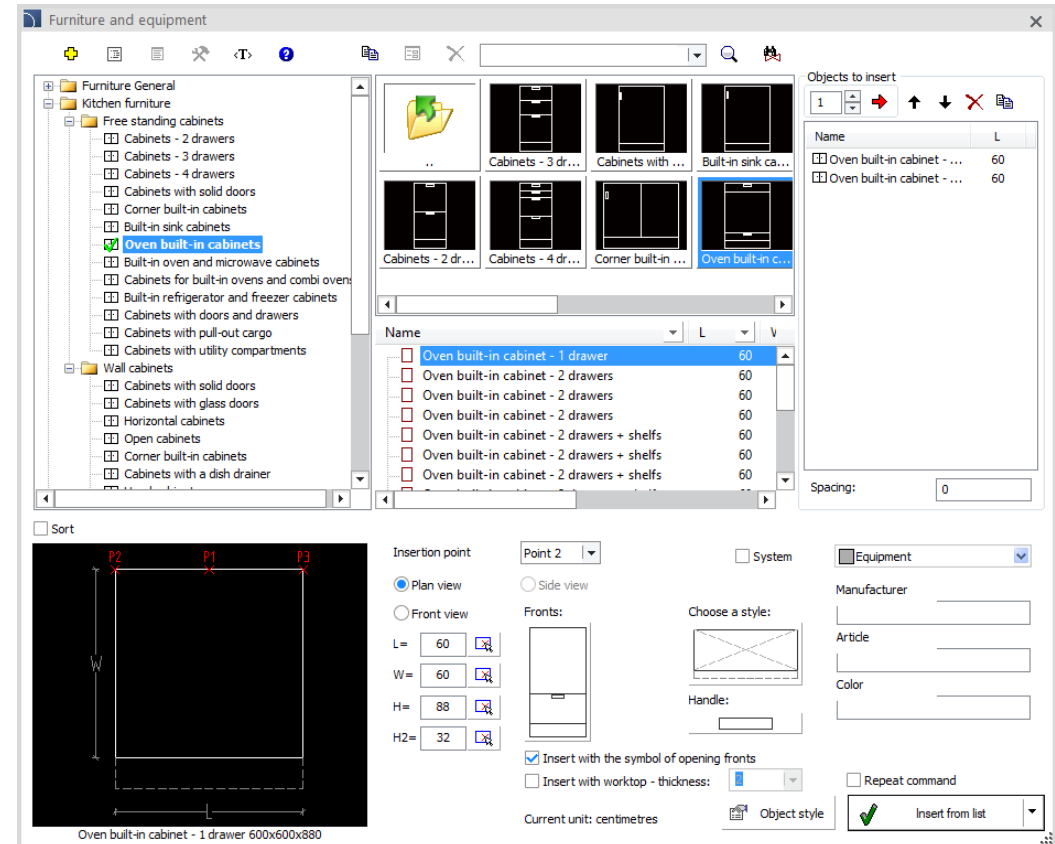 Furniture and equipment
<T>
Furniture General
Kitchen furniture
Free standing cabinets
Cabinets - 2 drawers
Cabinets - 3 drawers
Cabinets - 4 drawers
Cabinets with solid doors
Corner built-in cabinets
Built-in sink cabinets
Oven built-in cabinets
Built-in oven and microwave cabinets
Cabinets for built-in ovens and combi oven
Built-in refrigerator and freezer cabinets
Cabinets with doors and drawers
Cabinets with pull-out cargo
Cabinets with utility compartments
Wall cabinets
Cabinets with solid doors
Cabinets with glass doors
Horizontal cabinets
Open cabinets
Corner built-in cabinets
Cabinets with a dish drainer
Sort
.. Cabinets - 3 dr... Cabinets with ... Built-in sink ca...
Cabinets - 2 dr... Cabinets - 4 dr... Corner built-in ... Oven built-in c...
Name L
Oven built-in cabinet - 1 drawer 60
Oven built-in cabinet - 2 drawers 60
Oven built-in cabinet - 2 drawers 60
Oven built-in cabinet - 2 drawers 60
Oven built-in cabinet - 2 drawers + shelfs 60
Oven built-in cabinet - 2 drawers + shelfs 60
Oven built-in cabinet - 2 drawers + shelfs 60
Objects to insert
1
Name L
Oven built-in cabinet - ... 60
Oven built-in cabinet - ... 60
Spacing: 0
P2 P1 P3
W
L
Oven built-in cabinet - 1 drawer 600x600x880
Insertion point Point 2
Plan view Side view
Front view
L= 60
W= 60
H= 88
H2= 32
Fronts:
Choose a style:
Handle:
Insert with the symbol of opening fronts
Insert with worktop - thickness: 2
Current unit: centimetres
Object style
System
Equipment
Manufacturer
Article
Color
Repeat command
Insert from list